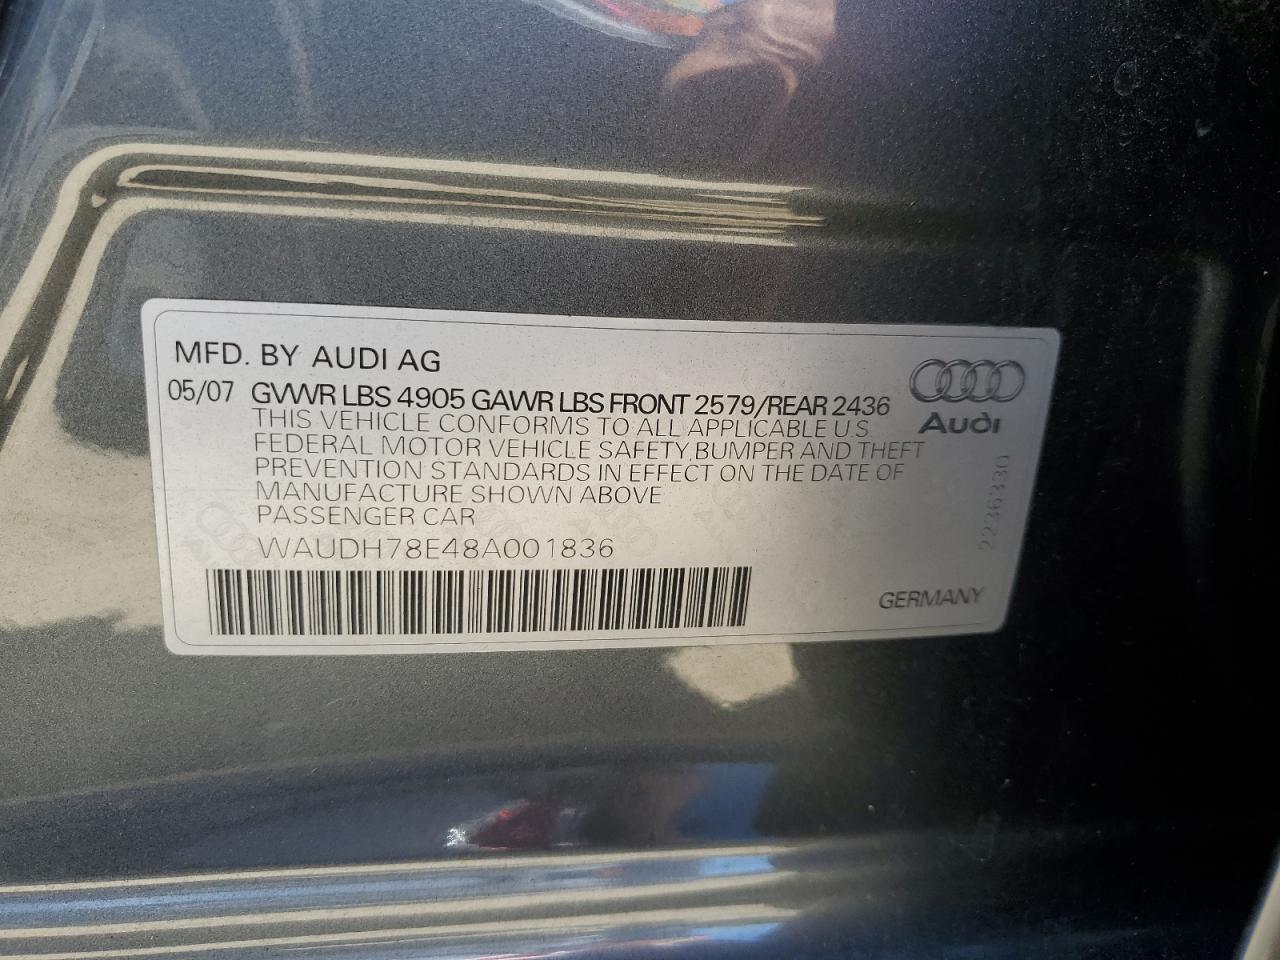 MFD. BY AUDI AG
05/07 GVWR LBS 4905 GAWR LBS FRONT 2579/REAR 2436
THIS VEHICLE CONFORMS TO ALL APPLICABLE U.S.
FEDERAL MOTOR VEHICLE SAFETY, BUMPER AND THEFT
PREVENTION STANDARDS IN EFFECT ON THE DATE OF
MANUFACTURE SHOWN ABOVE
PASSENGER CAR
WAUDH78E48A001836
Audi
2236330
GERMANY